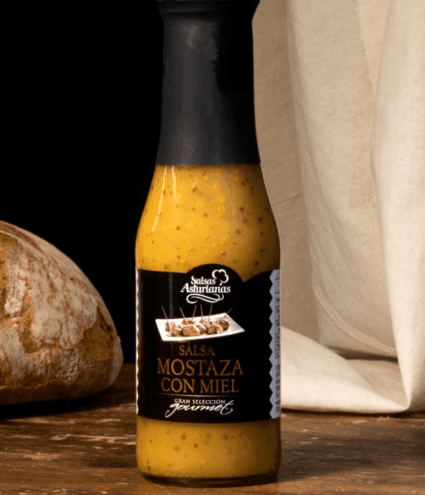 Salsas
Asturianas
SALSA
MOSTAZA
CON MIEL
GRAN SELECCIÓN
gourmet